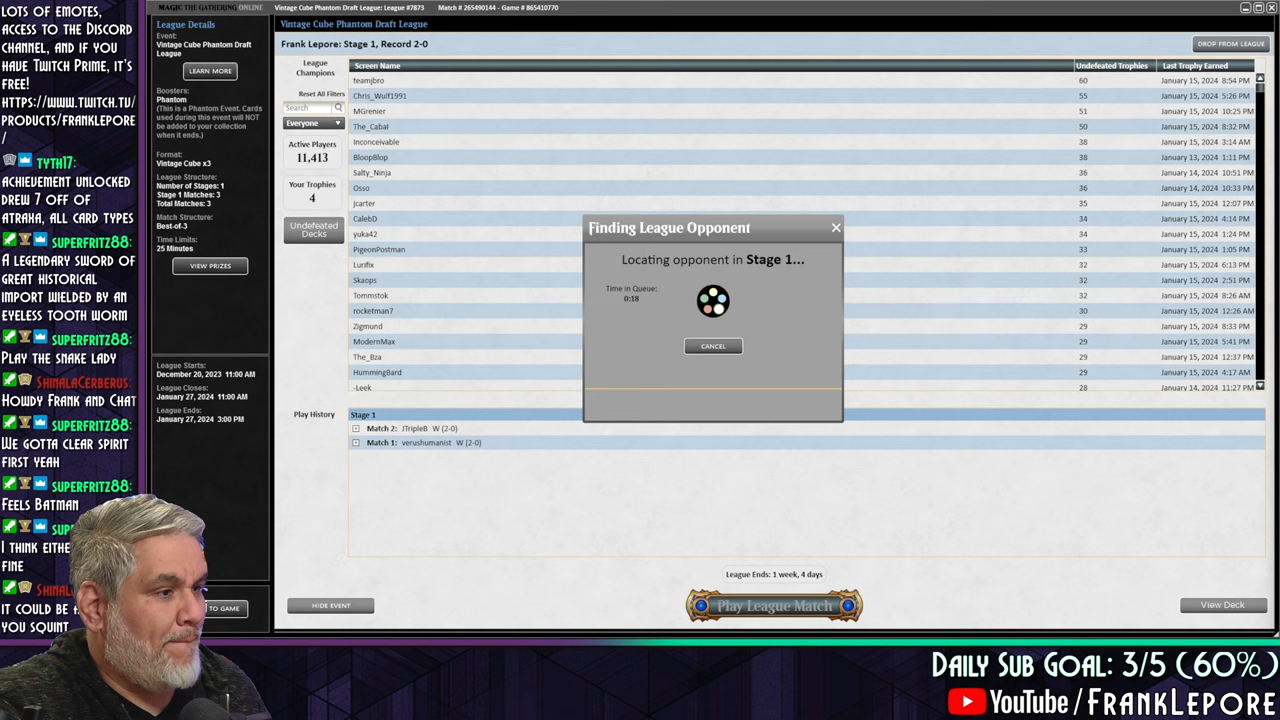 LOTS OF EMOTES,
ACCESS TO THE DISCORD
CHANNEL, AND IF YOU
HAVE TWITCH PRIME, IT'S
FREE!
HTTPS://WWW.TWITCH.TV/
PRODUCTS/FRANKLEPORE
/
TYTH17:
ACHIEVEMENT UNLOCKED
DREW 7 OFF OF
ATRAHA, ALL CARD TYPES
SUPERFRITZ88:
A LEGENDARY SWORD OF
GREAT HISTORICAL
IMPORT WIELDED BY AN
EYELESS TOOTH WORM
SUPERFRITZ88:
PLAY THE SNAKE LADY
SHINALACERBERUS:
HOWDY FRANK AND CHAT
SUPERFRITZ88:
WE GOTTA CLEAR SPIRIT
FIRST YEAH
SUPERFRITZ88:
FEELS BATMAN
I THINK EITHE
FINE
IT COULD BE
YOU SQUINT
MAGIC THE GATHERING ONLINE
Vintage Cube Phantom Draft League: League #7873
Match # 265490144 - Game # 865410770
League Details
Event:
Vintage Cube Phantom Draft
League
LEARN MORE
Boosters:
Phantom
(This is a Phantom Event. Cards
used during this event will NOT
be added to your collection
when it ends.)
Format:
Vintage Cube x3
League Structure:
Number of Stages: 1
Stage 1 Matches: 3
Total Matches: 3
Match Structure:
Best-of-3
Time Limits:
25 Minutes
VIEW PRIZES
League Starts:
December 20, 2023 11:00 AM
League Closes:
January 27, 2024 11:00 AM
League Ends:
January 27, 2024 3:00 PM
TO GAME
Vintage Cube Phantom Draft League
Frank Lepore: Stage 1, Record 2-0
DROP FROM LEAGUE
League
Champions
Reset All Filters
Search
Everyone
Active Players
11,413
Your Trophies
4
Undefeated
Decks
Screen Name Undefeated Trophies Last Trophy Earned
teamjbro 60 January 15, 2024 8:54 PM
Chris_Wulf1991 55 January 15, 2024 5:26 PM
MGrenier 51 January 15, 2024 10:25 PM
The_Cabal 50 January 15, 2024 8:32 PM
Inconceivable 38 January 15, 2024 3:14 AM
BloopBlop 38 January 13, 2024 1:11 PM
Salty_Ninja 36 January 14, 2024 10:51 PM
Osso 36 January 14, 2024 10:33 PM
jcarter 35 January 15, 2024 12:07 PM
CalebD 34 January 15, 2024 4:14 PM
yuka42 34 January 15, 2024 1:24 PM
PigeonPostman 33 January 15, 2024 1:05 PM
Lurifix 32 January 15, 2024 6:13 PM
Skaops 32 January 15, 2024 2:51 PM
Tommstok 32 January 15, 2024 8:26 AM
rocketman7 30 January 15, 2024 12:26 AM
Zigmund 29 January 15, 2024 8:33 PM
ModernMax 29 January 15, 2024 5:41 PM
The_Bza 29 January 15, 2024 12:37 PM
HummingBard 29 January 15, 2024 4:17 AM
-Leek 28 January 14, 2024 11:27 PM
Finding League Opponent
Locating opponent in Stage 1...
Time in Queue:
0:18
CANCEL
Play History
Stage 1
Match 2: JTripleB W (2-0)
Match 1: verushumanist W (2-0)
League Ends: 1 week, 4 days
HIDE EVENT
Play League Match
View Deck
DAILY SUB GOAL: 3/5 (60%)
YOUTUBE/FRANKLEPORE